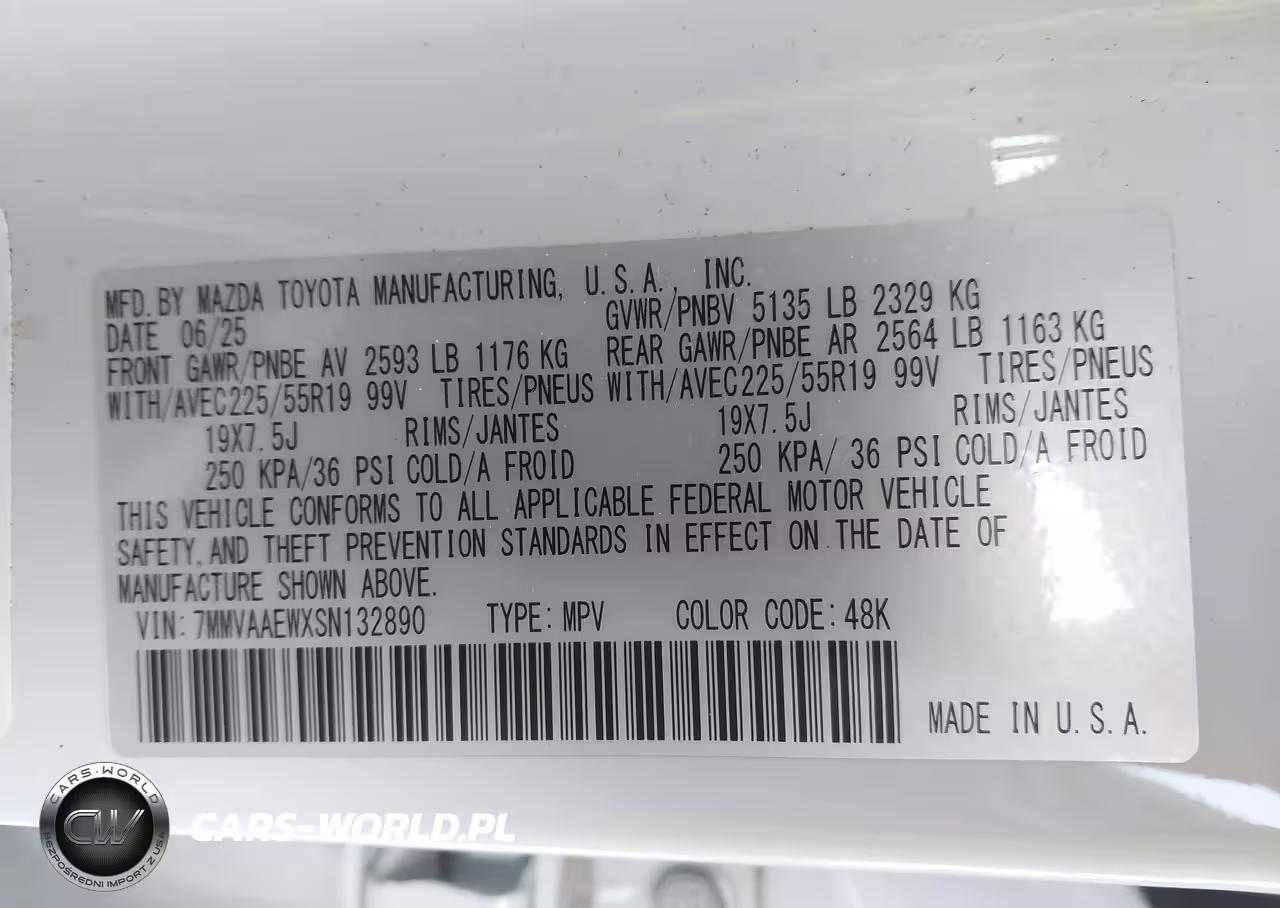 MFD. BY MAZDA TOYOTA MANUFACTURING, U.S.A., INC.
DATE 06/25 GVWR/PNBV 5135 LB 2329 KG
FRONT GAWR/PNBE AV 2593 LB 1176 KG REAR GAWR/PNBE AR 2564 LB 1163 KG
WITH/AVEC225/55R19 99V TIRES/PNEUS WITH/AVEC225/55R19 99V TIRES/PNEUS
19X7.5J RIMS/JANTES 19X7.5J RIMS/JANTES
250 KPA/36 PSI COLD/A FROID 250 KPA/ 36 PSI COLD/A FROID
THIS VEHICLE CONFORMS TO ALL APPLICABLE FEDERAL MOTOR VEHICLE
SAFETY, AND THEFT PREVENTION STANDARDS IN EFFECT ON THE DATE OF
MANUFACTURE SHOWN ABOVE.
VIN: 7MMVAAEWXSN132890 TYPE: MPV COLOR CODE: 48K
MADE IN U.S.A.
CARS-WORLD
CW
BEZPOŚREDNI IMPORT Z USA
CARS-WORLD.PL